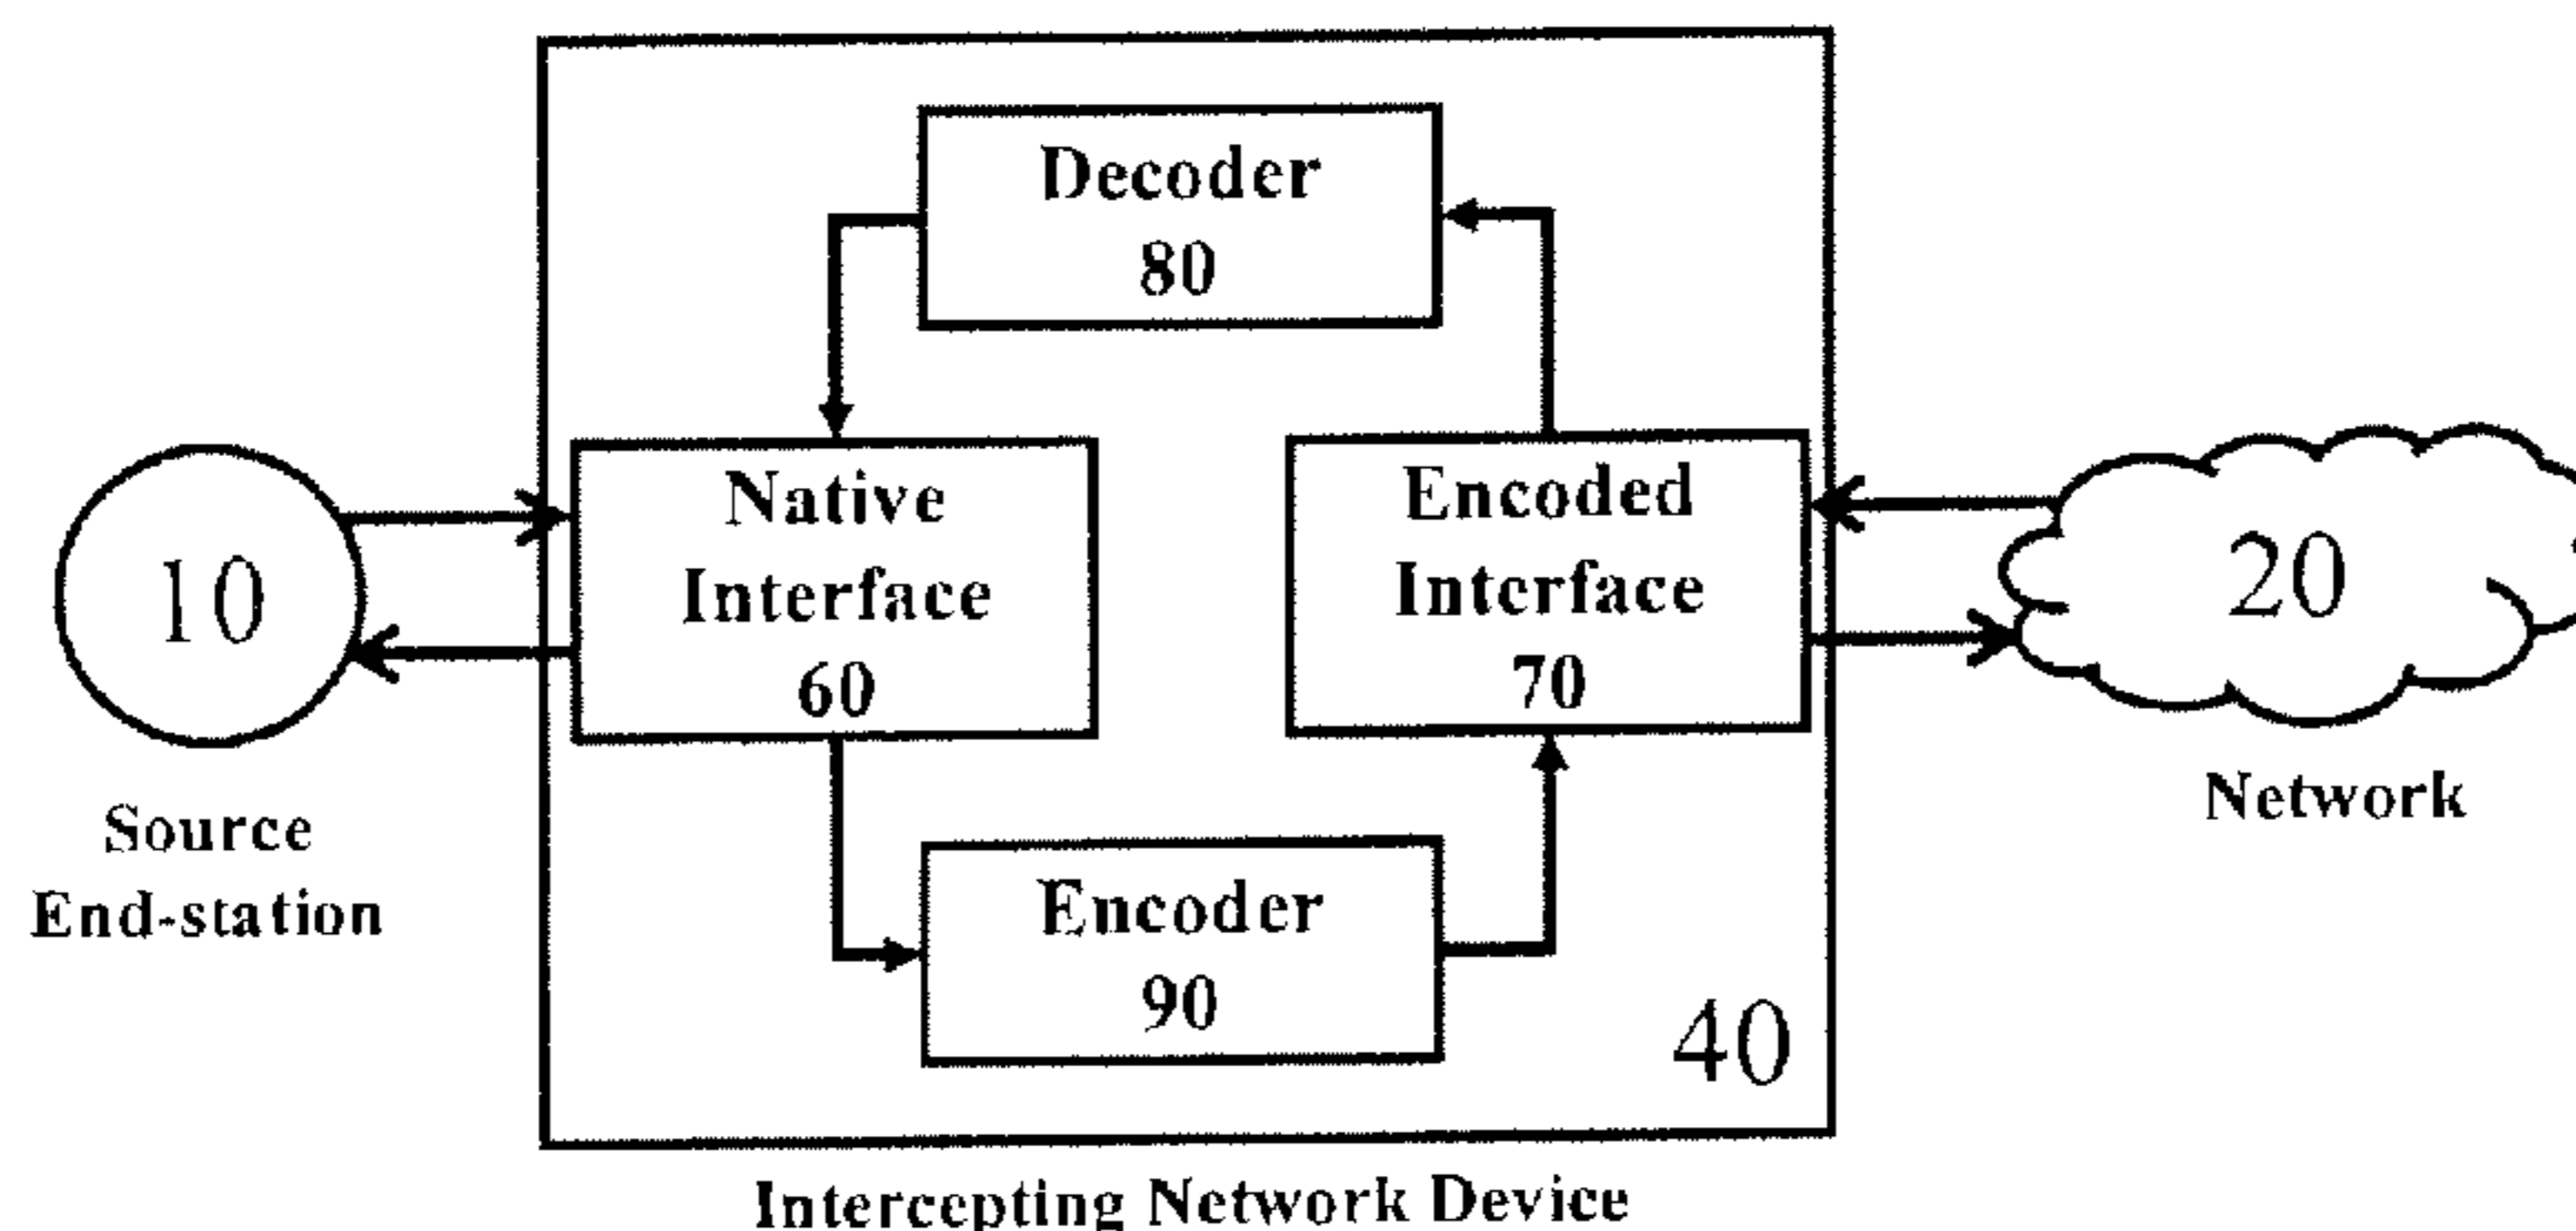 Decoder
80
Native
Interface
60
Encoded
Interface
70
10
20
Source
End-station
Network
Encoder
90
40
Intercepting Network Device